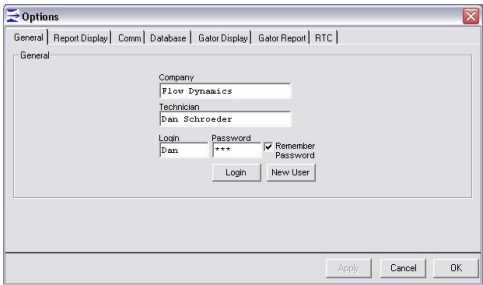 Options
General Report Display Comm Database Gator Display Gator Report RTC
General
Company
Flow Dynamics
Technician
Dan Schroeder
Login Password
Dan *** Remember
Password
Login New User
Apply Cancel OK